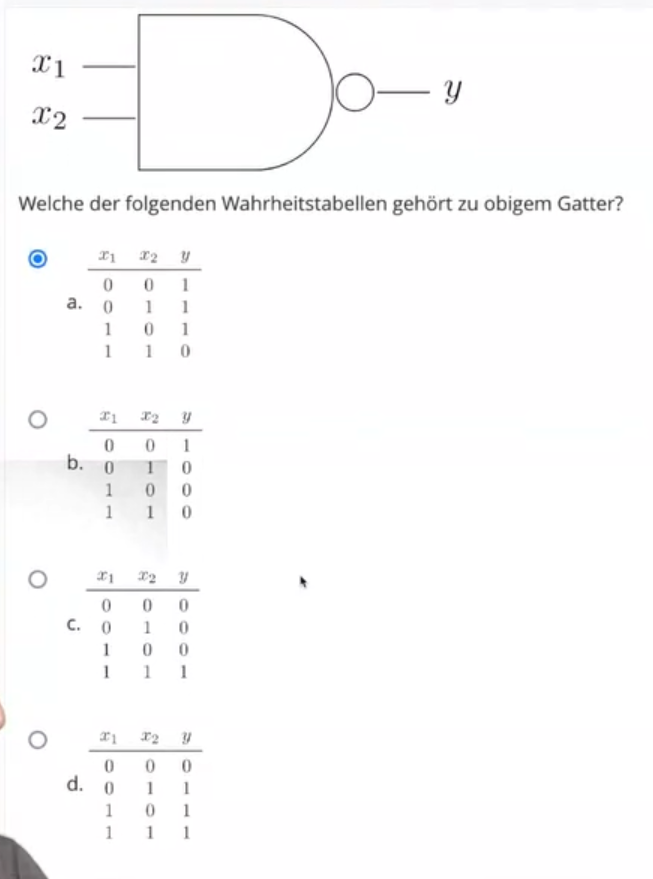 x1
x2
y
Welche der folgenden Wahrheitstabellen gehört zu obigem Gatter?
a.
x1 x2 y
0 0 1
0 1 1
1 0 1
1 1 0
b.
x1 x2 y
0 0 1
0 1 0
1 0 0
1 1 0
c.
x1 x2 y
0 0 0
0 1 0
1 0 0
1 1 1
d.
x1 x2 y
0 0 0
0 1 1
1 0 1
1 1 1